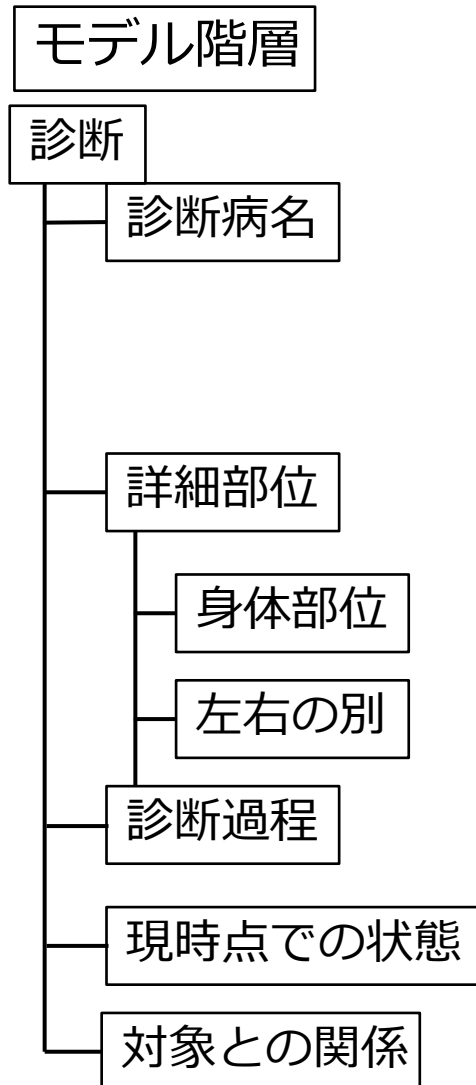 モデル階層
診断
診断病名
詳細部位
身体部位
左右の別
診断過程
現時点での状態
対象との関係